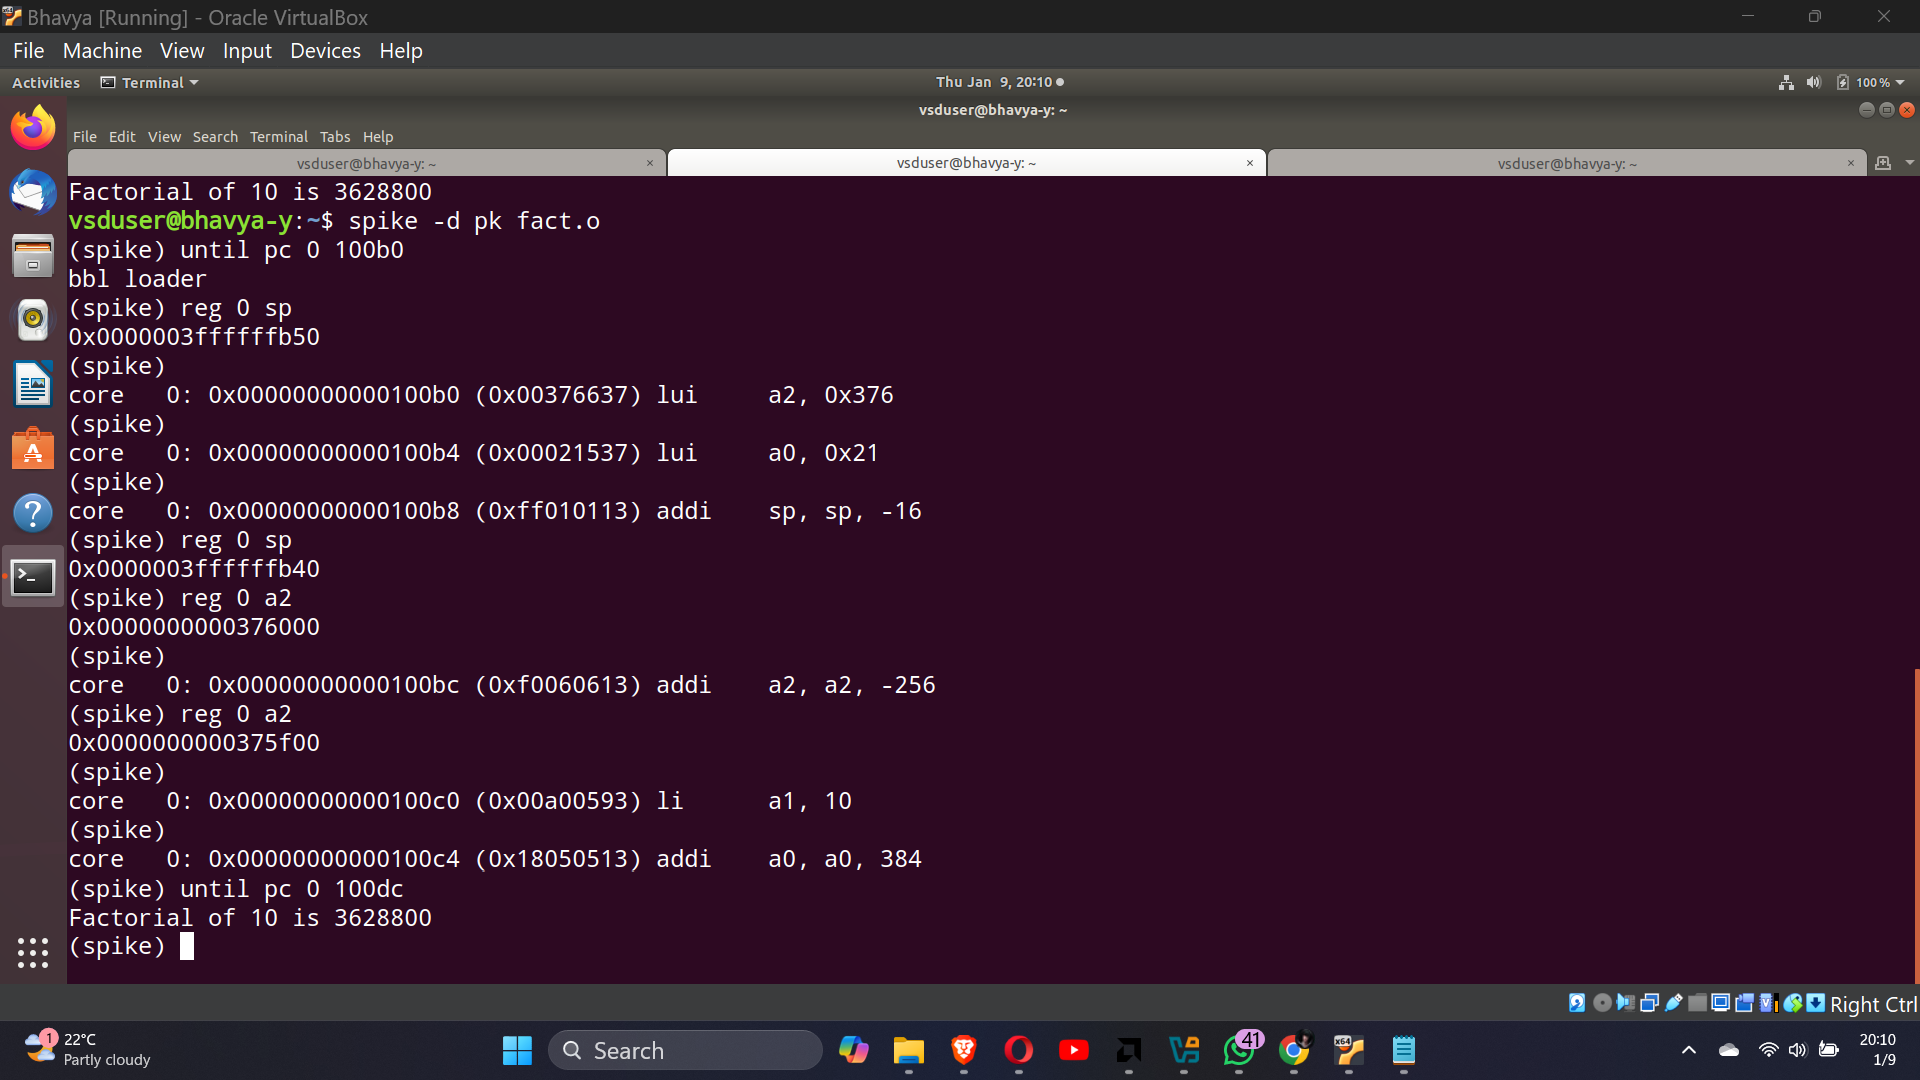 Bhavya [Running] - Oracle VirtualBox
File Machine View Input Devices Help
Activities Terminal Thu Jan 9, 20:10 100 %
vsduser@bhavya-y: ~
File Edit View Search Terminal Tabs Help
vsduser@bhavya-y: ~ × vsduser@bhavya-y: ~ × vsduser@bhavya-y: ~ ×
Factorial of 10 is 3628800
vsduser@bhavya-y:~$ spike -d pk fact.o
(spike) until pc 0 100b0
bbl loader
(spike) reg 0 sp
0x0000003ffffffb50
(spike)
core   0: 0x00000000000100b0 (0x00376637) lui     a2, 0x376
(spike)
core   0: 0x00000000000100b4 (0x00021537) lui     a0, 0x21
(spike)
core   0: 0x00000000000100b8 (0xff010113) addi    sp, sp, -16
(spike) reg 0 sp
0x0000003ffffffb40
(spike) reg 0 a2
0x0000000000376000
(spike)
core   0: 0x00000000000100bc (0xf0060613) addi    a2, a2, -256
(spike) reg 0 a2
0x0000000000375f00
(spike)
core   0: 0x00000000000100c0 (0x00a00593) li      a1, 10
(spike)
core   0: 0x00000000000100c4 (0x18050513) addi    a0, a0, 384
(spike) until pc 0 100dc
Factorial of 10 is 3628800
(spike)
Right Ctrl
1 22°C
Partly cloudy
Search
41
x64
20:10
1/9